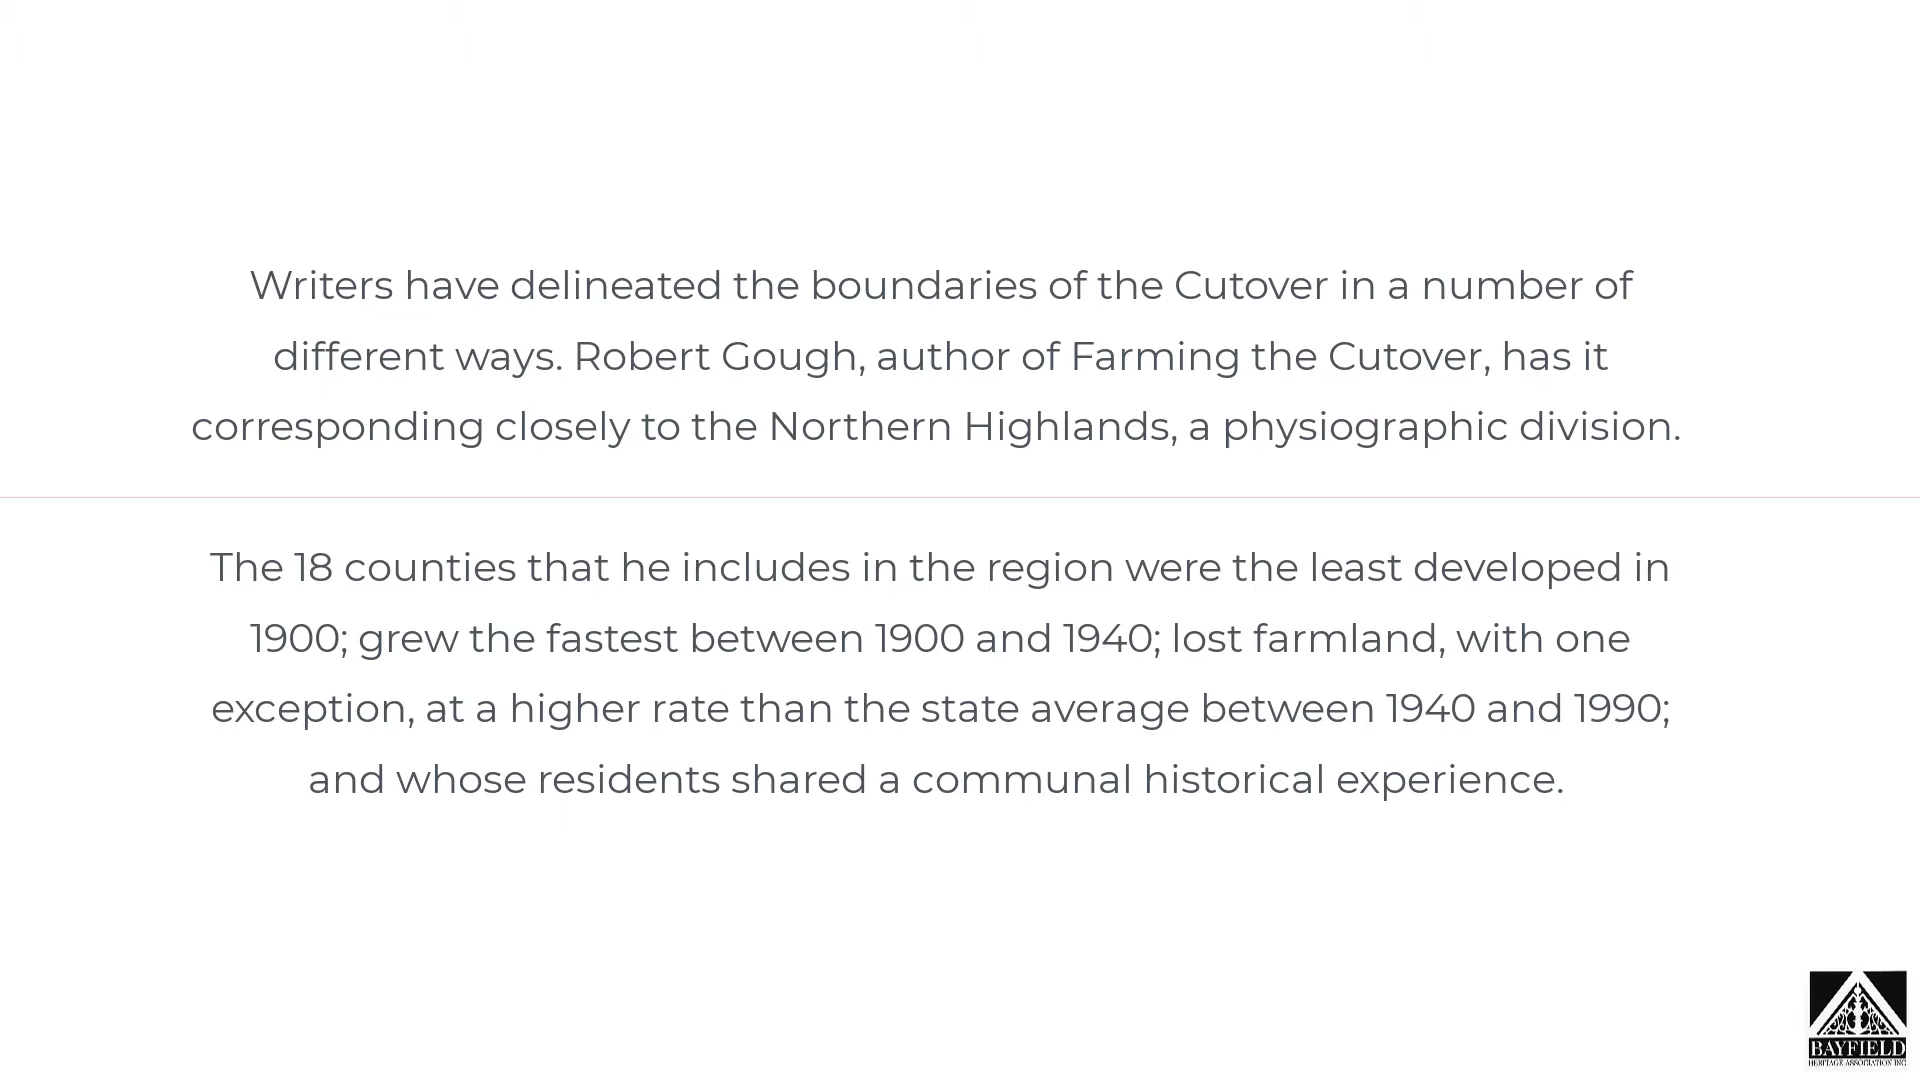 Writers have delineated the boundaries of the Cutover in a number of
different ways. Robert Gough, author of Farming the Cutover, has it
corresponding closely to the Northern Highlands, a physiographic division.
The 18 counties that he includes in the region were the least developed in
1900; grew the fastest between 1900 and 1940; lost farmland, with one
exception, at a higher rate than the state average between 1940 and 1990;
and whose residents shared a communal historical experience.
BAYFIELD
HERITAGE ASSOCIATION INC